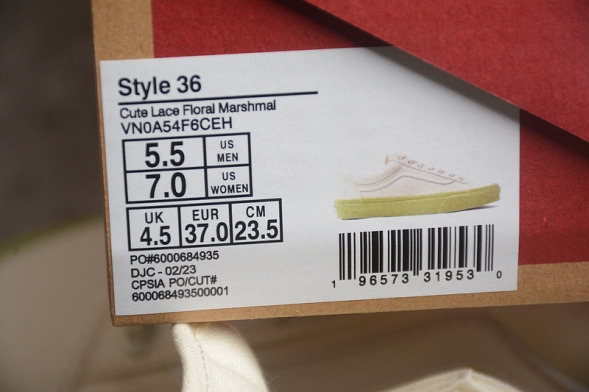 Style 36
Cute Lace Floral Marshmal
VN0A54F6CEH
5.5 US MEN
7.0 US WOMEN
UK EUR CM
4.5 37.0 23.5
PO#6000684935
DJC - 02/23
CPSIA PO/CUT#
600068493500001
1 96573 31953 0